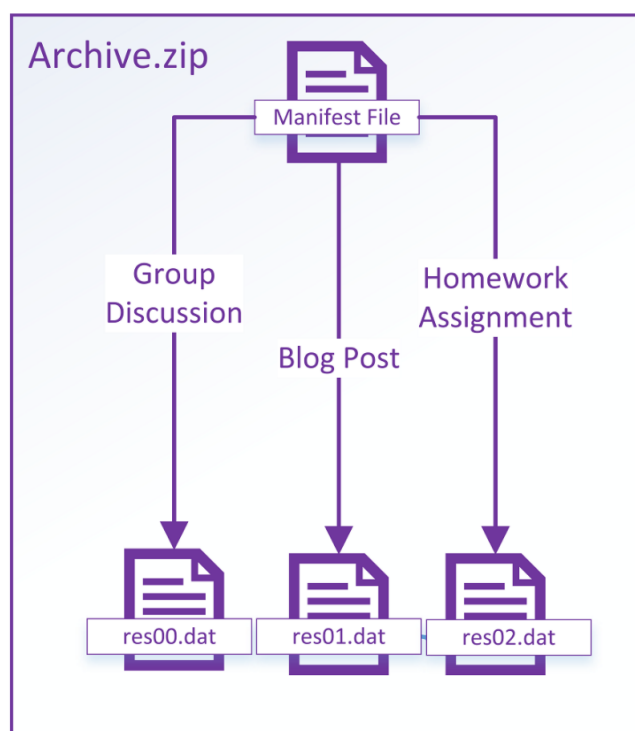 Archive.zip
Manifest File
Group
Discussion
Blog Post
Homework
Assignment
res00.dat
res01.dat
res02.dat